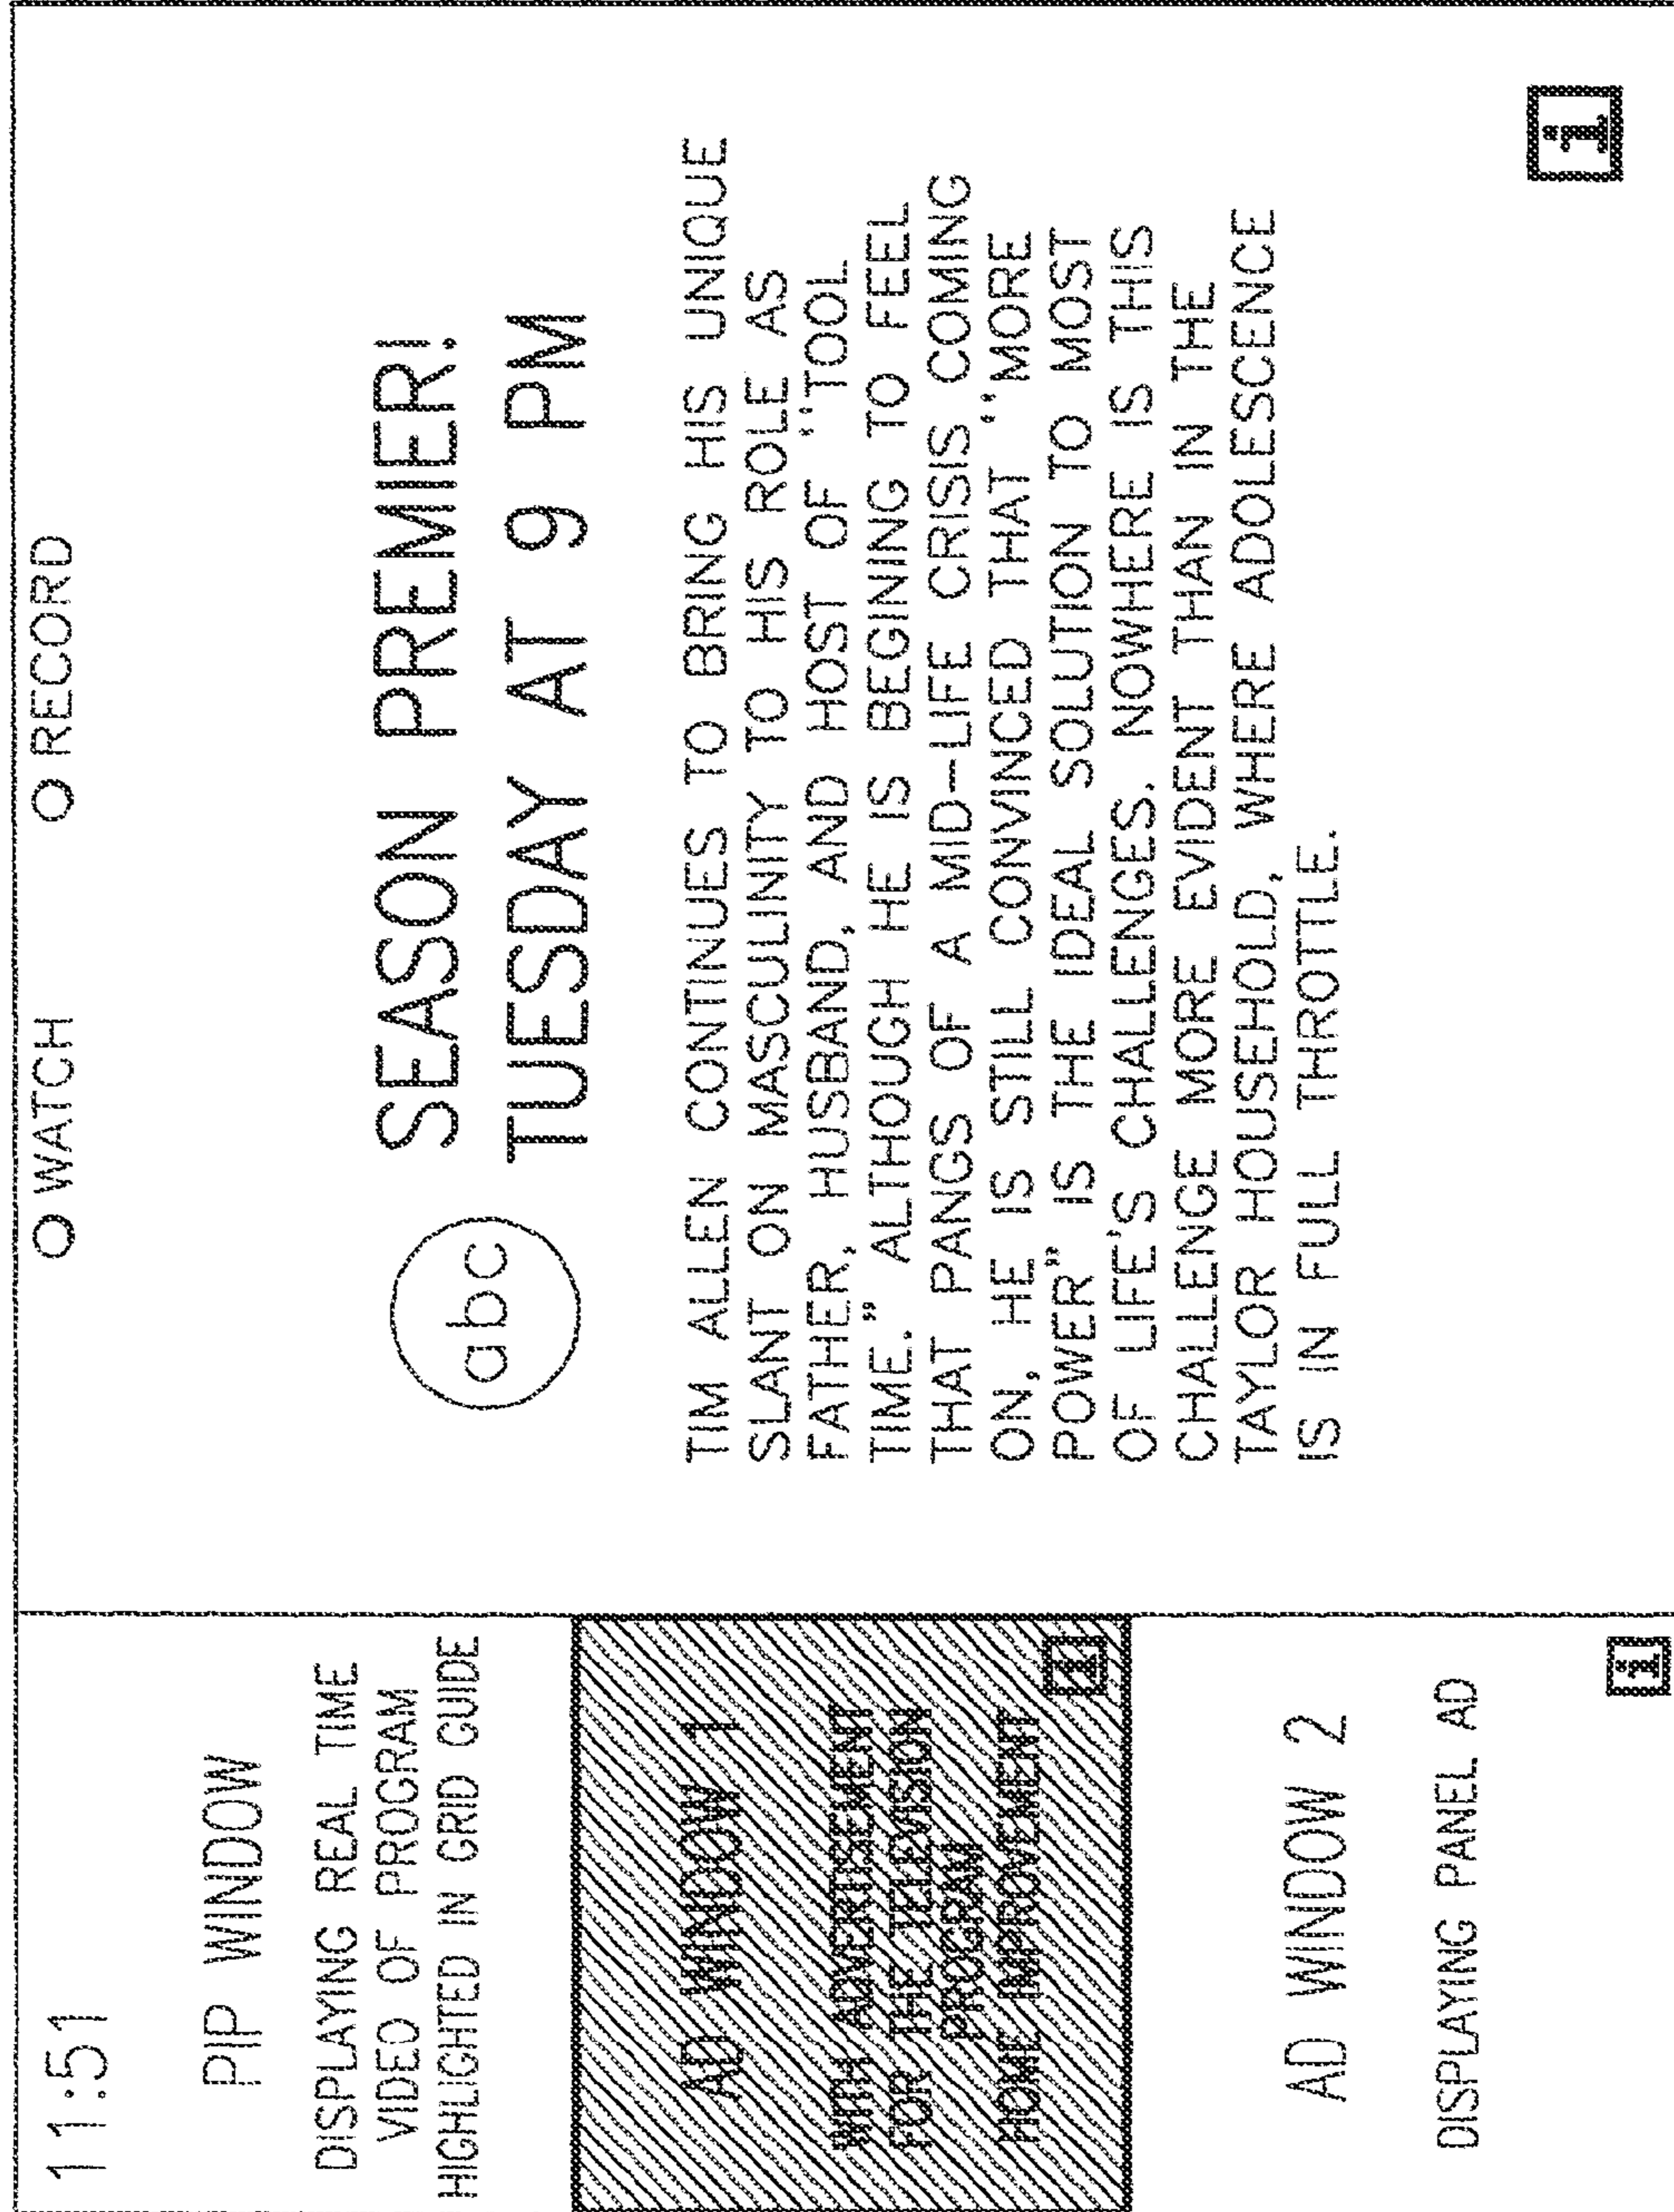 11:51
PIP WINDOW
DISPLAYING REAL TIME
VIDEO OF PROGRAM
HIGHLIGHTED IN GRID GUIDE
AD WINDOW 1
WITH ADVERTISEMENT
FOR THE TELEVISION
PROGRAM
HOME IMPROVEMENT
i
AD WINDOW 2
DISPLAYING PANEL AD
i
O WATCH O RECORD
abc
SEASON PREMIER!
TUESDAY AT 9 PM
TIM ALLEN CONTINUES TO BRING HIS UNIQUE
SLANT ON MASCULINITY TO HIS ROLE AS
FATHER, HUSBAND, AND HOST OF "TOOL
TIME." ALTHOUGH HE IS BEGINING TO FEEL
THAT PANGS OF A MID-LIFE CRISIS COMING
ON, HE IS STILL CONVINCED THAT "MORE
POWER" IS THE IDEAL SOLUTION TO MOST
OF LIFE'S CHALLENGES. NOWHERE IS THIS
CHALLENGE MORE EVIDENT THAN IN THE
TAYLOR HOUSEHOLD, WHERE ADOLESCENCE
IS IN FULL THROTTLE.
i